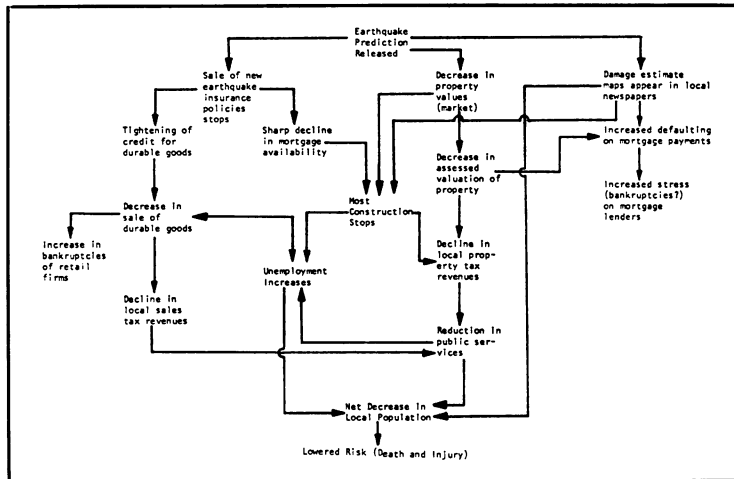 Earthquake
Prediction
Released
Sale of new
earthquake
insurance
policies
stops
Decrease in
property
values
(market)
Damage estimate
maps appear in local
newspapers
Tightening of
credit for
durable goods
Sharp decline
in mortgage
availability
Increased defaulting
on mortgage payments
Decrease in
assessed
valuation of
property
Increased stress
(bankruptcies?)
on mortgage
lenders
Decrease in
sale of
durable goods
Most
Construction
Stops
Increase in
bankruptcies
of retail
firms
Unemployment
Increases
Decline in
local prop-
erty tax
revenues
Decline in
local sales
tax revenues
Reduction in
public ser-
vices
Net Decrease in
Local Population
Lowered Risk (Death and Injury)